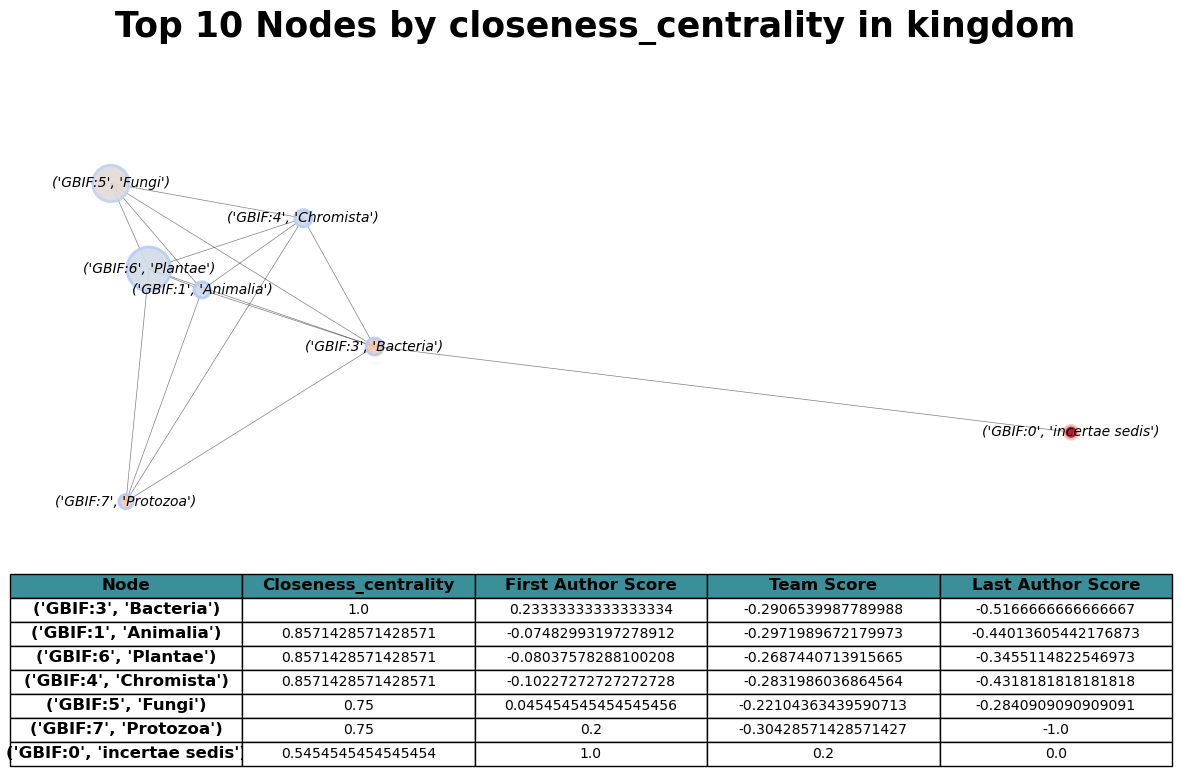 Top 10 Nodes by closeness_centrality in kingdom
('GBIF:5', 'Fungi')
('GBIF:4', 'Chromista')
('GBIF:6', 'Plantae')
('GBIF:1', 'Animalia')
('GBIF:3', 'Bacteria')
('GBIF:0', 'incertae sedis')
('GBIF:7', 'Protozoa')
Node Closeness_centrality First Author Score Team Score Last Author Score
('GBIF:3', 'Bacteria') 1.0 0.23333333333333334 -0.2906539987789988 -0.5166666666666667
('GBIF:1', 'Animalia') 0.8571428571428571 -0.07482993197278912 -0.2971989672179973 -0.44013605442176873
('GBIF:6', 'Plantae') 0.8571428571428571 -0.08037578288100208 -0.2687440713915665 -0.3455114822546973
('GBIF:4', 'Chromista') 0.8571428571428571 -0.10227272727272728 -0.2831986036864564 -0.4318181818181818
('GBIF:5', 'Fungi') 0.75 0.045454545454545456 -0.22104363439590713 -0.2840909090909091
('GBIF:7', 'Protozoa') 0.75 0.2 -0.30428571428571427 -1.0
('GBIF:0', 'incertae sedis') 0.5454545454545454 1.0 0.2 0.0